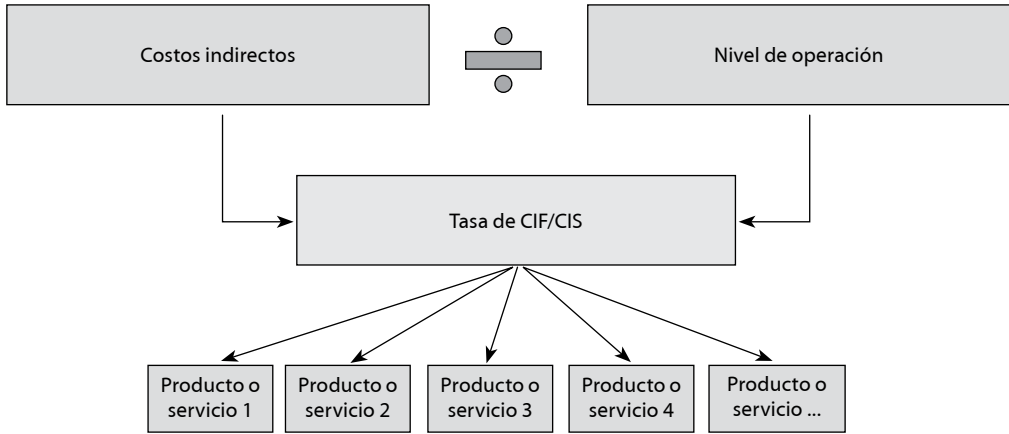 Costos indirectos
Nivel de operación
Tasa de CIF/CIS
Producto o
servicio 1
Producto o
servicio 2
Producto o
servicio 3
Producto o
servicio 4
Producto o
servicio ...